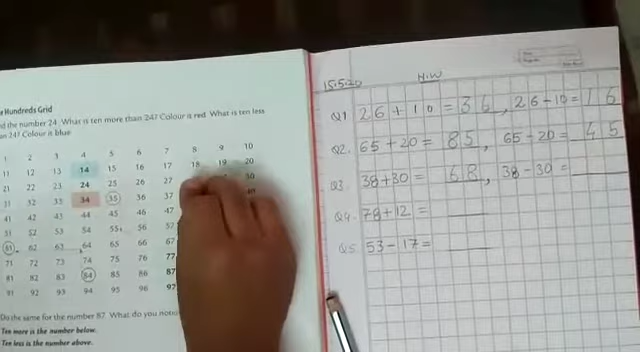 Hundreds Grid
the number 24. What is ten more than 24? Colour is red. What is ten less
an 24? Colour it blue
1 2 3 4 5 6 7 8 9 10
11 12 13 14 15 16 17 18 19 20
21 22 23 24 25 26 27
31 32 33 34 35 36 37
41 42 43 44 45 46 47
51 52 53 54 55 56 57
61 62 63 64 65 66 67
71 72 73 74 75 76 77
81 82 83 84 85 86 87
91 92 93 94 95 96 97
Do the same for the number 87. What do you
Ten more is the number below.
Ten less is the number above.
15.5.20 H.W
Q1 26 + 10 = 36, 26 - 10 = 16
Q2. 65 + 20 = 85, 65 - 20 = 45
Q3. 38 + 30 = 68, 38 - 30 =
Q4. 78 + 12 =
Q5. 53 - 17 =